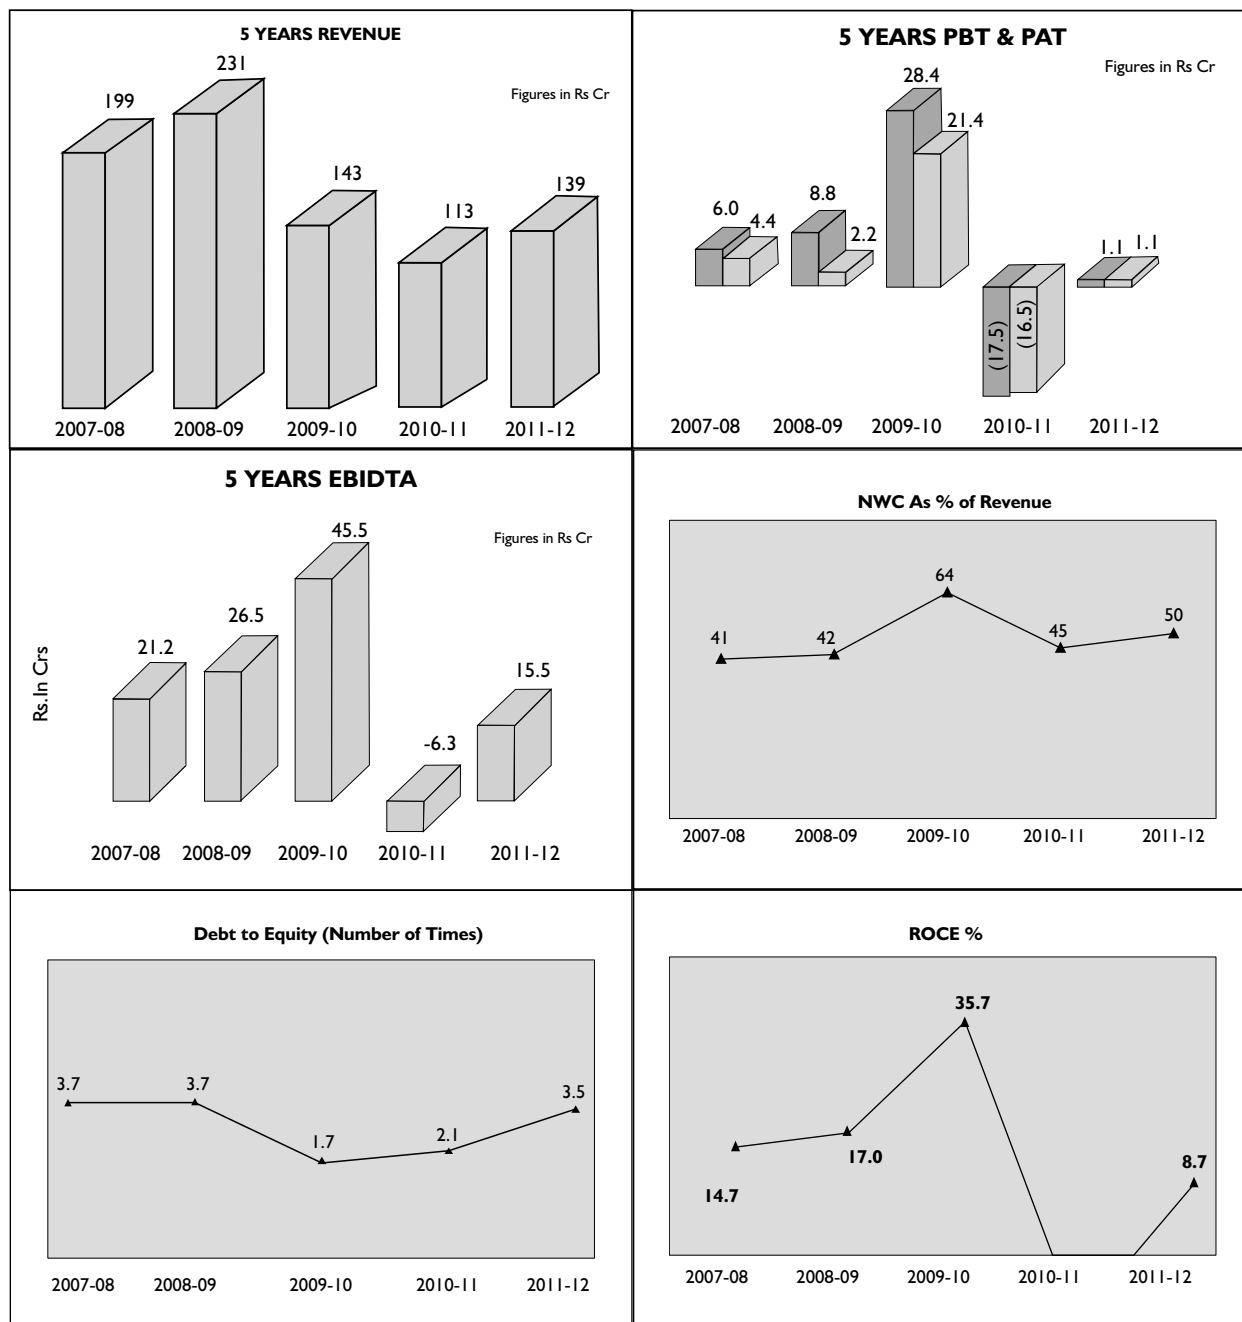 5 YEARS REVENUE
Figures in Rs Cr
199
231
143
113
139
2007-08 2008-09 2009-10 2010-11 2011-12
5 YEARS PBT & PAT
Figures in Rs Cr
6.0 4.4
8.8 2.2
28.4 21.4
(17.5) (16.5)
1.1 1.1
2007-08 2008-09 2009-10 2010-11 2011-12
5 YEARS EBIDTA
Figures in Rs Cr
Rs.In Crs
21.2
26.5
45.5
-6.3
15.5
2007-08 2008-09 2009-10 2010-11 2011-12
NWC As % of Revenue
41 42 64 45 50
2007-08 2008-09 2009-10 2010-11 2011-12
Debt to Equity (Number of Times)
3.7 3.7 1.7 2.1 3.5
2007-08 2008-09 2009-10 2010-11 2011-12
ROCE %
14.7 17.0 35.7 8.7
2007-08 2008-09 2009-10 2010-11 2011-12